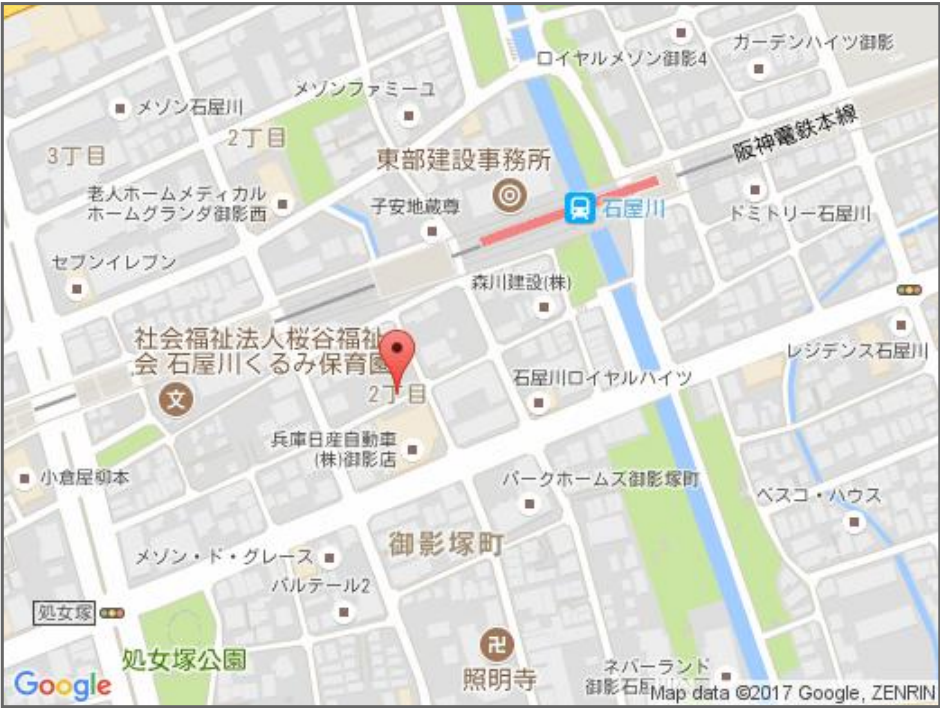 ロイヤルメゾン御影4
ガーデンハイツ御影
メゾンファミーユ
メゾン石屋川
2丁目
阪神電鉄本線
3丁目
東部建設事務所
老人ホームメディカル
ホームグランダ御影西
子安地蔵尊
石屋川
ドミトリー石屋川
セブンイレブン
森川建設(株)
社会福祉法人桜谷福祉
会 石屋川くるみ保育園
レジデンス石屋川
石屋川ロイヤルハイツ
2丁目
文
兵庫日産自動車
(株)御影店
小倉屋柳本
パークホームズ御影塚町
ベスコ・ハウス
御影塚町
メゾン・ド・グレース
パルテール2
処女塚
処女塚公園
卍
照明寺
ネバーランド
Google
Map data ©2017 Google, ZENRIN